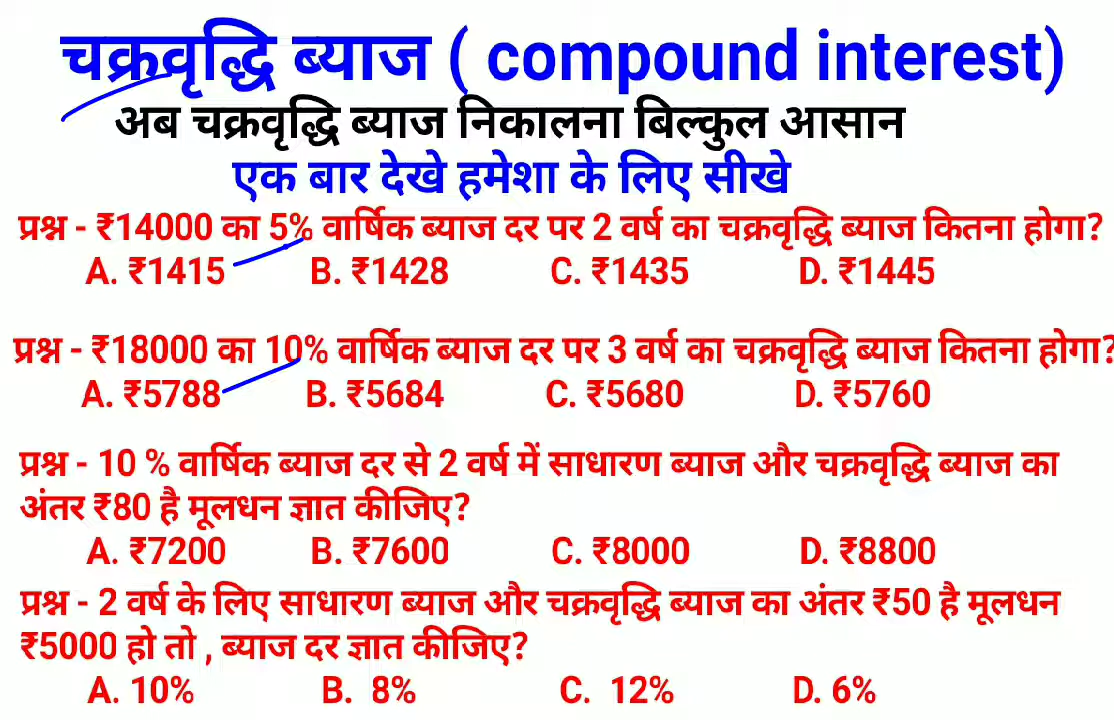 चक्रवृद्धि ब्याज ( compound interest)
अब चक्रवृद्धि ब्याज निकालना बिल्कुल आसान
एक बार देखे हमेशा के लिए सीखे
प्रश्न - ₹14000 का 5% वार्षिक ब्याज दर पर 2 वर्ष का चक्रवृद्धि ब्याज कितना होगा?
A. ₹1415 B. ₹1428 C. ₹1435 D. ₹1445
प्रश्न - ₹18000 का 10% वार्षिक ब्याज दर पर 3 वर्ष का चक्रवृद्धि ब्याज कितना होगा?
A. ₹5788 B. ₹5684 C. ₹5680 D. ₹5760
प्रश्न - 10 % वार्षिक ब्याज दर से 2 वर्ष में साधारण ब्याज और चक्रवृद्धि ब्याज का
अंतर ₹80 है मूलधन ज्ञात कीजिए?
A. ₹7200 B. ₹7600 C. ₹8000 D. ₹8800
प्रश्न - 2 वर्ष के लिए साधारण ब्याज और चक्रवृद्धि ब्याज का अंतर ₹50 है मूलधन
₹5000 हो तो , ब्याज दर ज्ञात कीजिए?
A. 10% B. 8% C. 12% D. 6%